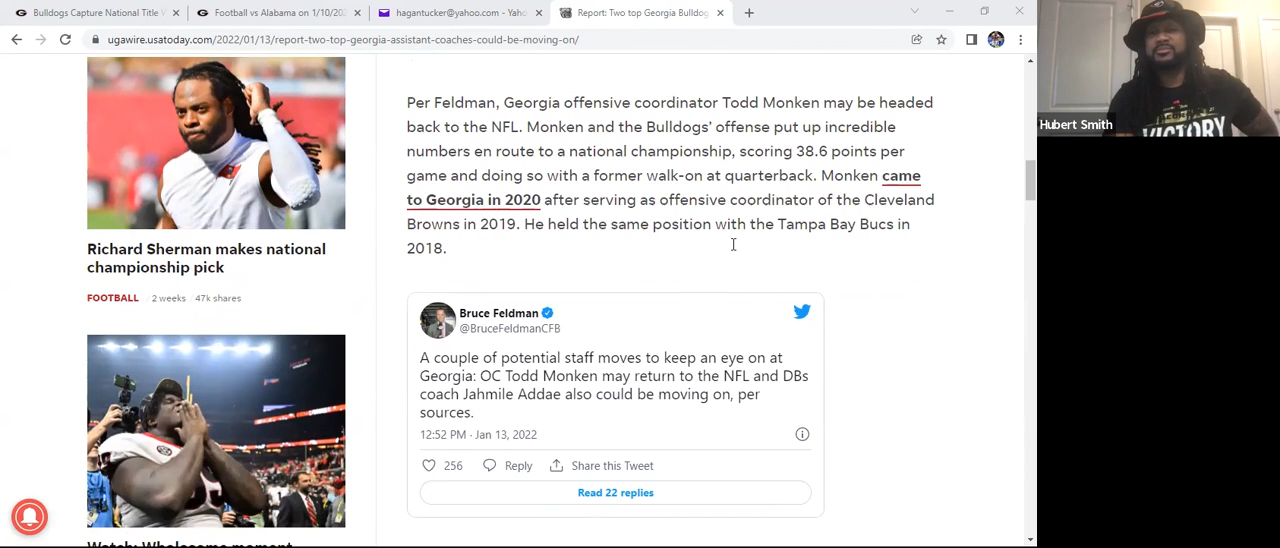 Bulldogs Capture National Title V
Football vs Alabama on 1/10/202
hagantucker@yahoo.com - Yaho
Report: Two top Georgia Bulldog
ugawire.usatoday.com/2022/01/13/report-two-top-georgia-assistant-coaches-could-be-moving-on/
Hubert Smith
VICTORY
Richard Sherman makes national
championship pick
FOOTBALL 2 weeks 47k shares
Watch: Wholesome moment
Per Feldman, Georgia offensive coordinator Todd Monken may be headed
back to the NFL. Monken and the Bulldogs' offense put up incredible
numbers en route to a national championship, scoring 38.6 points per
game and doing so with a former walk-on at quarterback. Monken came
to Georgia in 2020 after serving as offensive coordinator of the Cleveland
Browns in 2019. He held the same position with the Tampa Bay Bucs in
2018.
Bruce Feldman
@BruceFeldmanCFB
A couple of potential staff moves to keep an eye on at
Georgia: OC Todd Monken may return to the NFL and DBs
coach Jahmile Addae also could be moving on, per
sources.
12:52 PM · Jan 13, 2022
256 Reply Share this Tweet
Read 22 replies